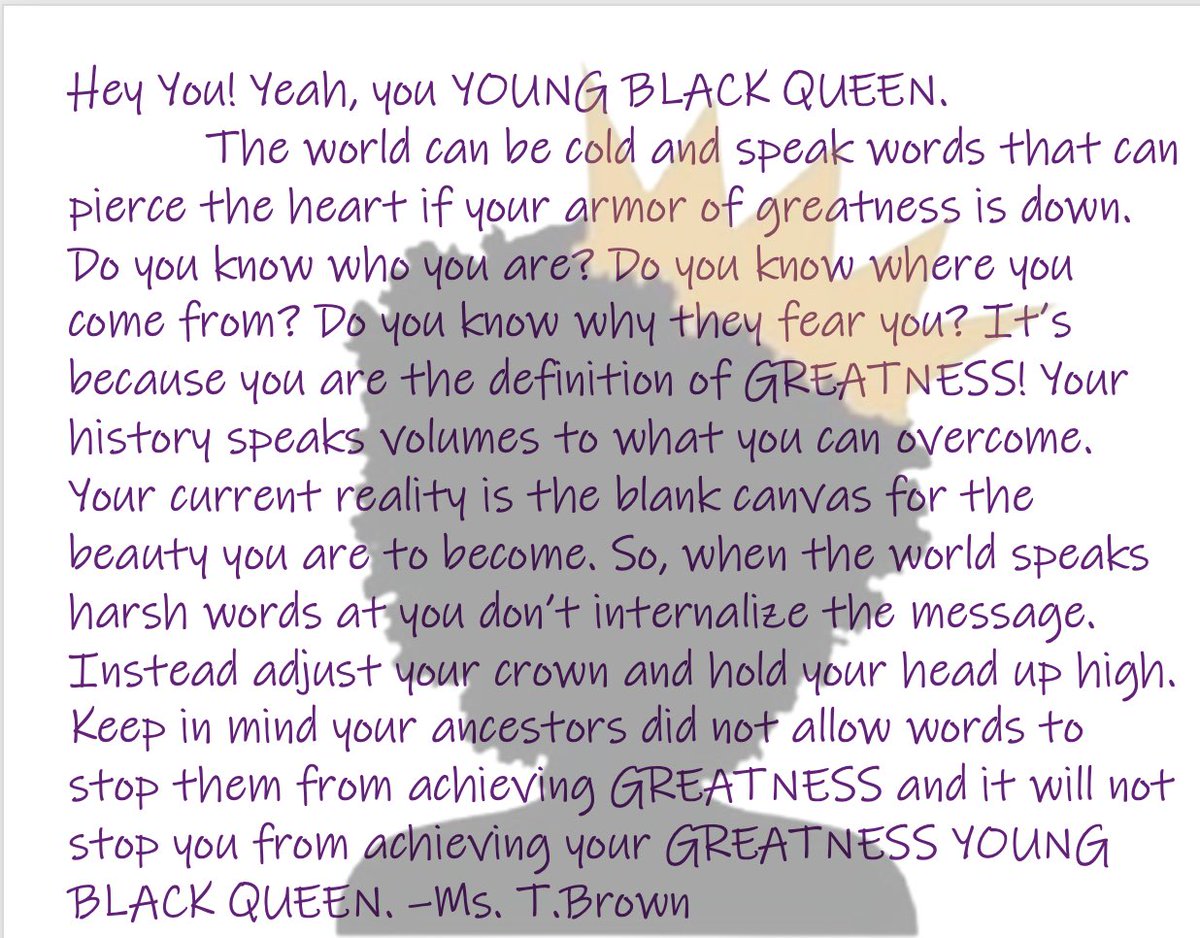 Hey You! Yeah, you YOUNG BLACK QUEEN.
The world can be cold and speak words that can
pierce the heart if your armor of greatness is down.
Do you know who you are? Do you know where you
come from? Do you know why they fear you? It's
because you are the definition of GREATNESS! Your
history speaks volumes to what you can overcome.
Your current reality is the blank canvas for the
beauty you are to become. So, when the world speaks
harsh words at you don't internalize the message.
Instead adjust your crown and hold your head up high.
Keep in mind your ancestors did not allow words to
stop them from achieving GREATNESS and it will not
stop you from achieving your GREATNESS YOUNG
BLACK QUEEN. –Ms. T.Brown